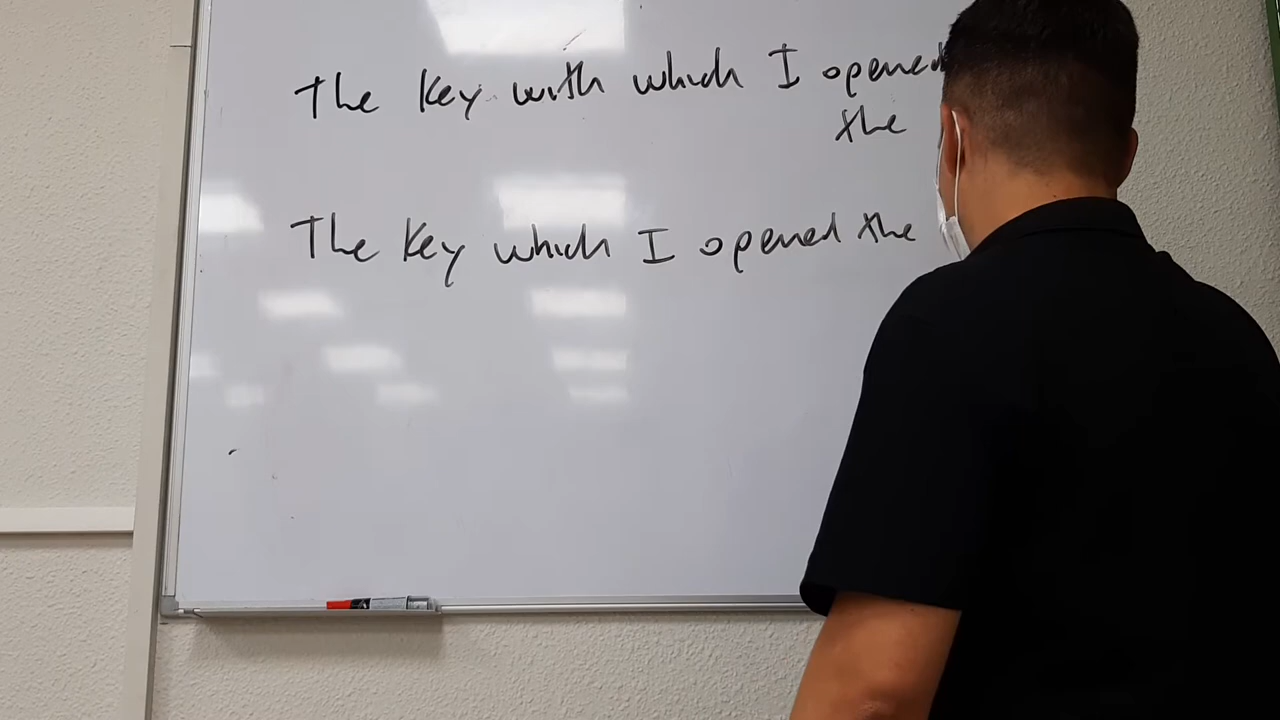 The Key with which I opened
the
The Key which I opened the